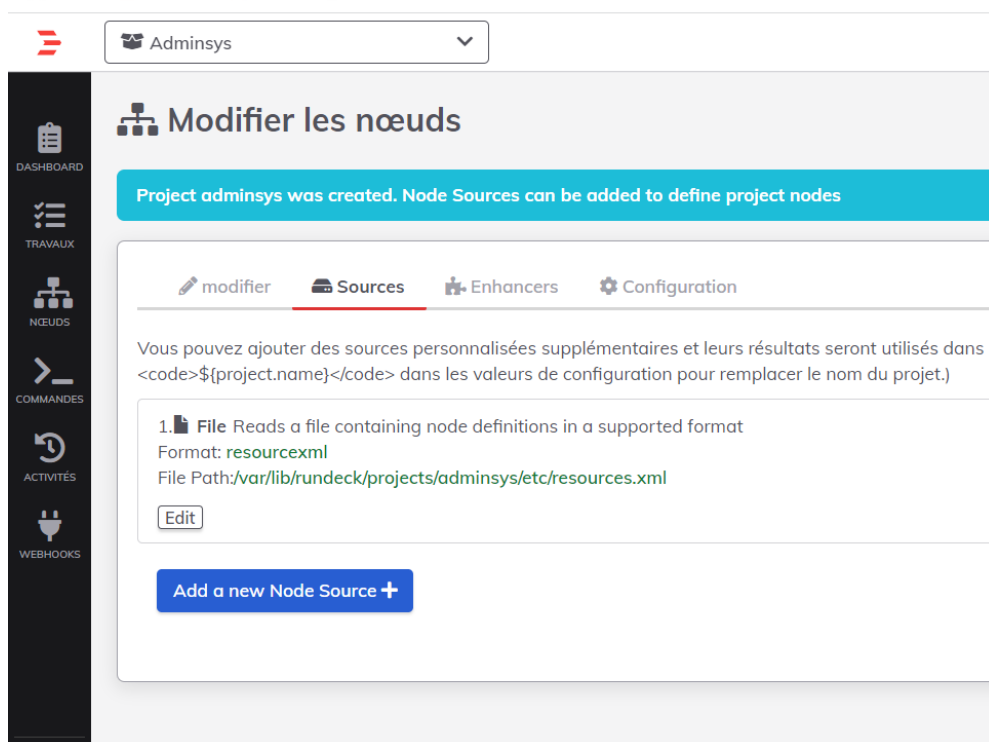 Adminsys
Modifier les nœuds
DASHBOARD
TRAVAUX
NŒUDS
COMMANDES
ACTIVITÉS
WEBHOOKS
Project adminsys was created. Node Sources can be added to define project nodes
modifier Sources Enhancers Configuration
Vous pouvez ajouter des sources personnalisées supplémentaires et leurs résultats seront utilisés dans
<code>${project.name}</code> dans les valeurs de configuration pour remplacer le nom du projet.)
1. File Reads a file containing node definitions in a supported format
Format: resourcexml
File Path:/var/lib/rundeck/projects/adminsys/etc/resources.xml
Edit
Add a new Node Source +